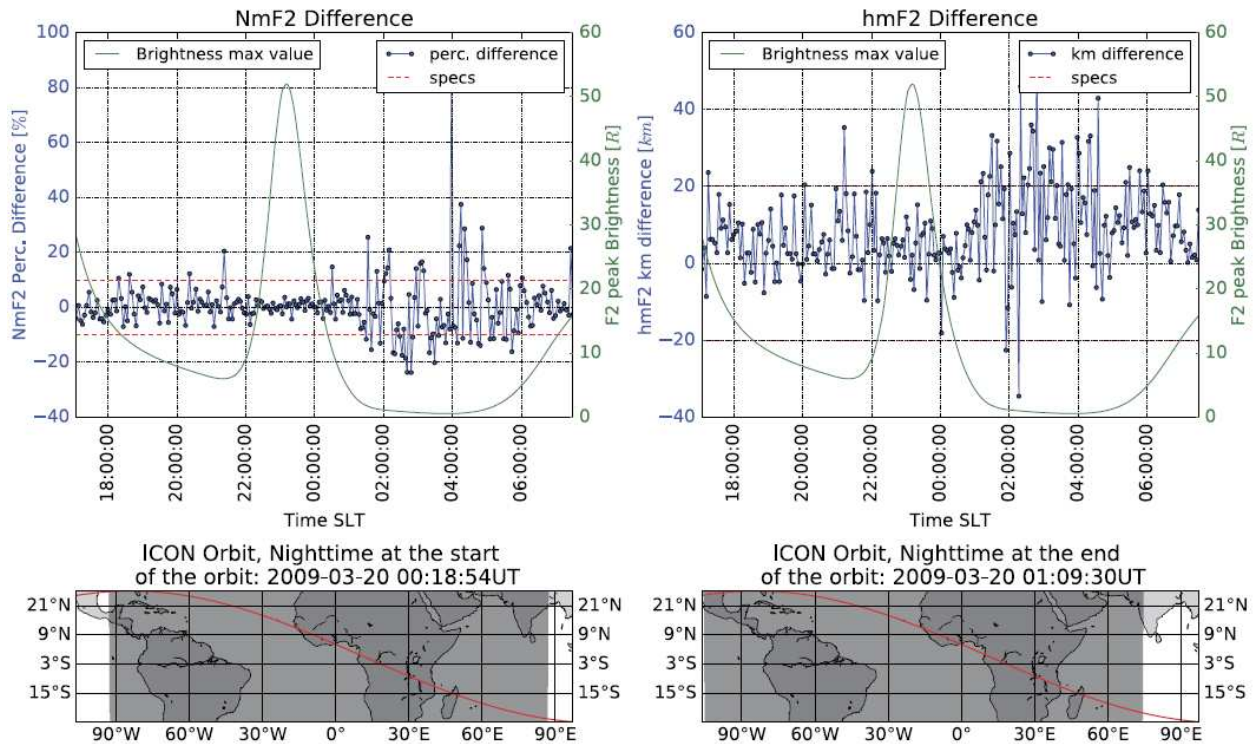 NmF2 Difference
Brightness max value
perc. difference
specs
NmF2 Perc. Difference [%]
100
80
60
40
20
0
−20
−40
F2 peak Brightness [R]
60
50
40
30
20
10
0
18:00:00
20:00:00
22:00:00
00:00:00
02:00:00
04:00:00
06:00:00
Time SLT
hmF2 Difference
Brightness max value
km difference
specs
hmF2 km difference [km]
60
40
20
0
−20
−40
F2 peak Brightness [R]
60
50
40
30
20
10
0
18:00:00
20:00:00
22:00:00
00:00:00
02:00:00
04:00:00
06:00:00
Time SLT
ICON Orbit, Nighttime at the start
of the orbit: 2009-03-20 00:18:54UT
21°N
9°N
3°S
15°S
21°N
9°N
3°S
15°S
90°W 60°W 30°W 0° 30°E 60°E 90°E
ICON Orbit, Nighttime at the end
of the orbit: 2009-03-20 01:09:30UT
21°N
9°N
3°S
15°S
21°N
9°N
3°S
15°S
90°W 60°W 30°W 0° 30°E 60°E 90°E